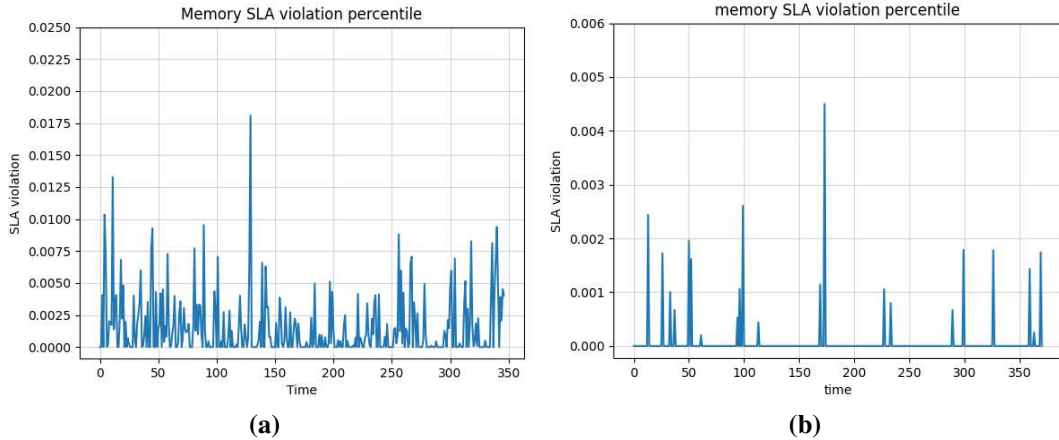 Memory SLA violation percentile
0.0250
0.0225
0.0200
0.0175
0.0150
0.0125
0.0100
0.0075
0.0050
0.0025
0.0000
SLA violation
0 50 100 150 200 250 300 350
Time
(a)
memory SLA violation percentile
0.006
0.005
0.004
0.003
0.002
0.001
0.000
SLA violation
0 50 100 150 200 250 300 350
time
(b)